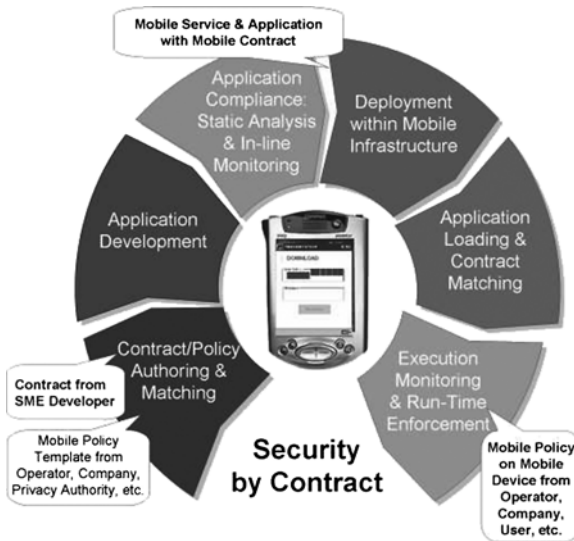 Mobile Service & Application
with Mobile Contract
Application
Compliance:
Static Analysis
& In-line
Monitoring
Deployment
within Mobile
Infrastructure
Application
Development
Application
Loading &
Contract
Matching
DOWNLOAD
Contract/Policy
Authoring &
Matching
Execution
Monitoring
& Run-Time
Enforcement
Contract from
SME Developer
Mobile Policy
Template from
Operator, Company,
Privacy Authority, etc.
Security
by Contract
Mobile Policy
on Mobile
Device from
Operator,
Company,
User, etc.